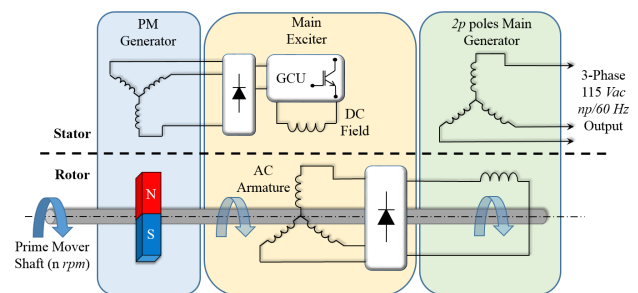 PM
Generator
Main
Exciter
2p poles Main
Generator
GCU
DC
Field
3-Phase
115 Vac
np/60 Hz
Output
Stator
Rotor
AC
Armature
N
S
Prime Mover
Shaft (n rpm)